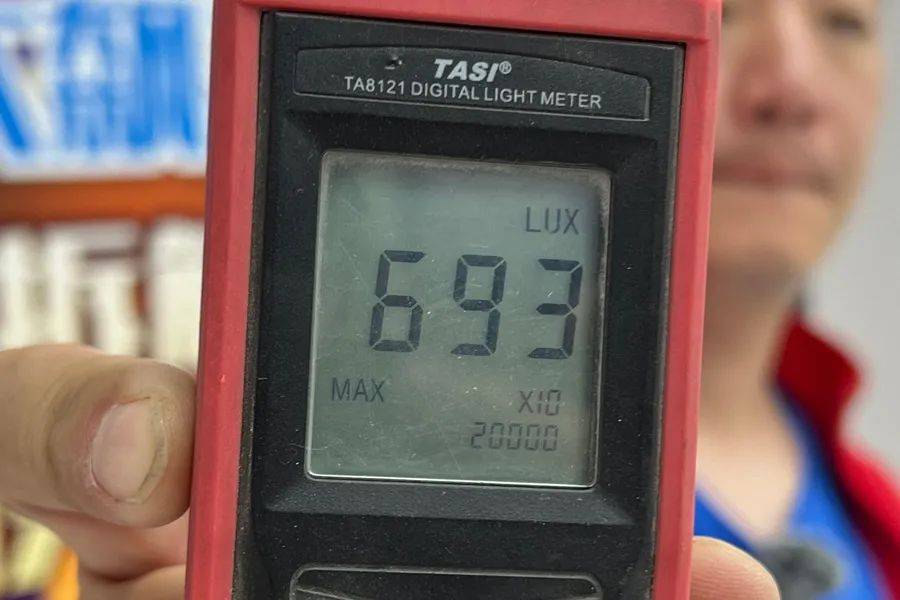 TASI®
TA8121 DIGITAL LIGHT METER
LUX
693
MAX X10
20000